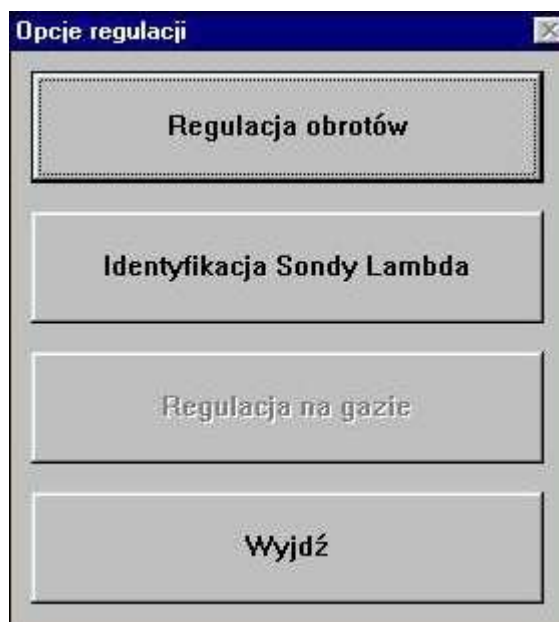 Opcje regulacji
Regulacja obrotów
Identyfikacja Sondy Lambda
Regulacja na gazie
Wyjdź